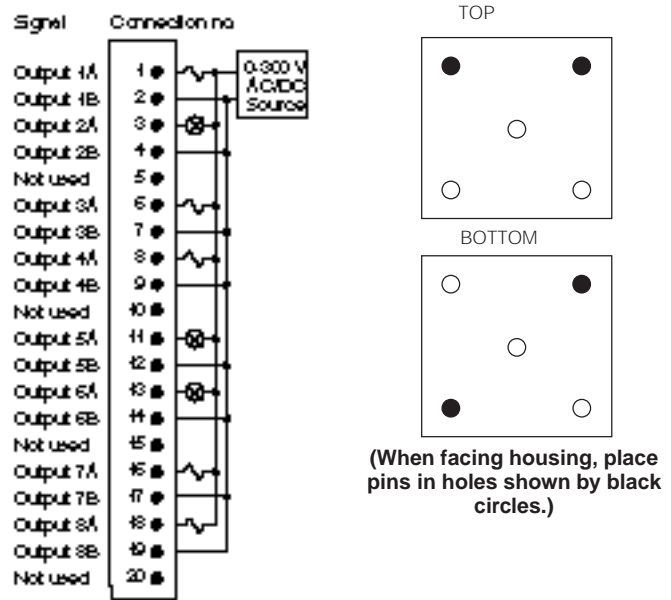 Signal Connection no
Output 1A 1
Output 1B 2
Output 2A 3
Output 2B 4
Not used 5
Output 3A 6
Output 3B 7
Output 4A 8
Output 4B 9
Not used 10
Output 5A 11
Output 5B 12
Output 6A 13
Output 6B 14
Not used 15
Output 7A 16
Output 7B 17
Output 8A 18
Output 8B 19
Not used 20
0-300 V
AC/DC
Source
TOP
BOTTOM
(When facing housing, place
pins in holes shown by black
circles.)